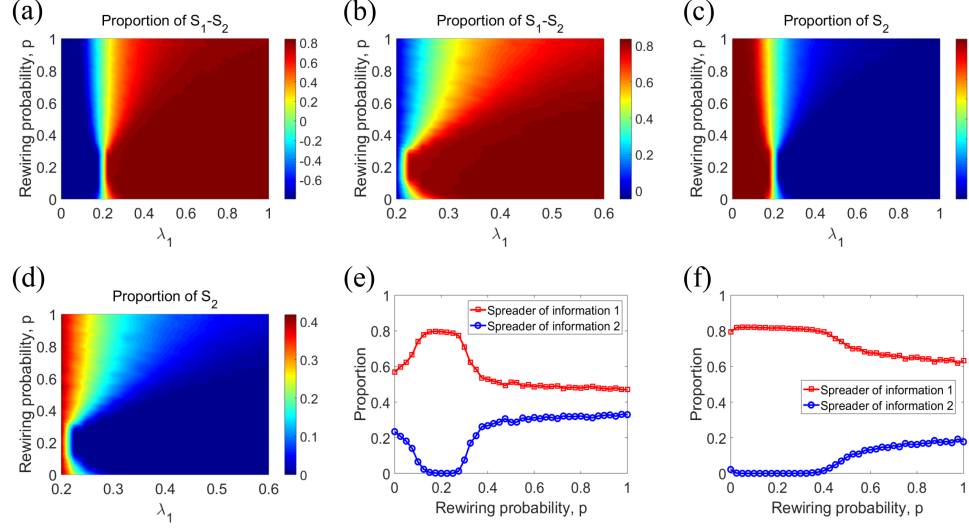 (a)
Proportion of S₁-S₂
Rewiring probability, p
1
0.8
0.6
0.4
0.2
0
0 0.2 0.4 0.6 0.8 1
λ₁
0.8
0.6
0.4
0.2
0
-0.2
-0.4
-0.6
(b)
Proportion of S₁-S₂
Rewiring probability, p
1
0.8
0.6
0.4
0.2
0
0.2 0.3 0.4 0.5 0.6
λ₁
0.8
0.6
0.4
0.2
0
(c)
Proportion of S₂
Rewiring probability, p
1
0.8
0.6
0.4
0.2
0
0 0.2 0.4 0.6 0.8 1
λ₁
(d)
Proportion of S₂
Rewiring probability, p
1
0.8
0.6
0.4
0.2
0
0.2 0.3 0.4 0.5 0.6
λ₁
0.4
0.3
0.2
0.1
0
(e)
Proportion
1
0.8
0.6
0.4
0.2
0
Spreader of information 1
Spreader of information 2
0 0.2 0.4 0.6 0.8 1
Rewiring probability, p
(f)
Proportion
1
0.8
0.6
0.4
0.2
0
Spreader of information 1
Spreader of information 2
0 0.2 0.4 0.6 0.8 1
Rewiring probability, p